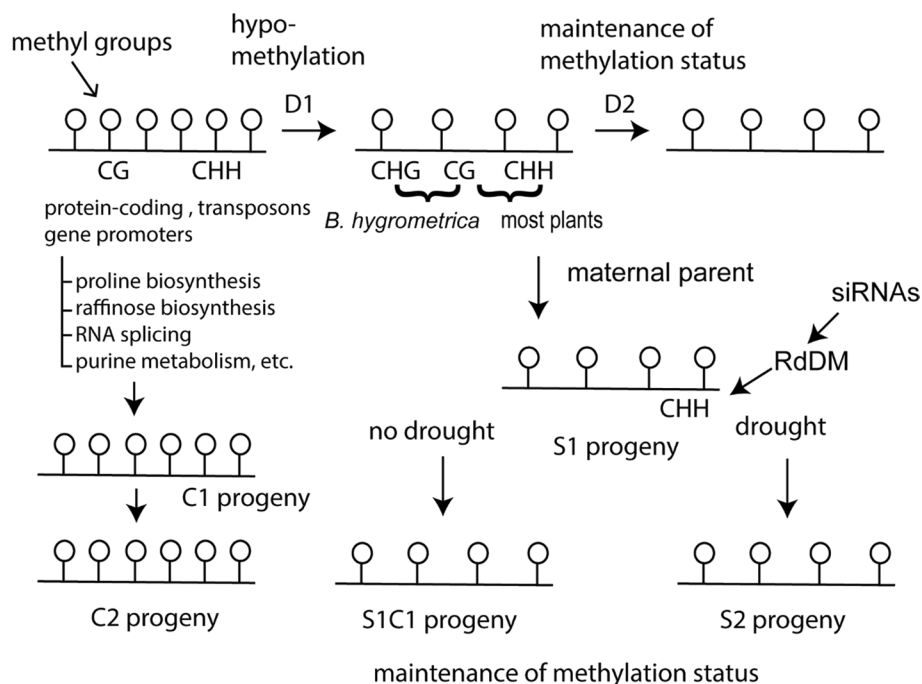 methyl groups
hypo-
methylation
maintenance of
methylation status
D1
D2
CG
CHH
CHG
CG
CHH
protein-coding , transposons
gene promoters
B. hygrometrica
most plants
proline biosynthesis
raffinose biosynthesis
RNA splicing
purine metabolism, etc.
maternal parent
siRNAs
RdDM
CHH
S1 progeny
no drought
drought
C1 progeny
C2 progeny
S1C1 progeny
S2 progeny
maintenance of methylation status